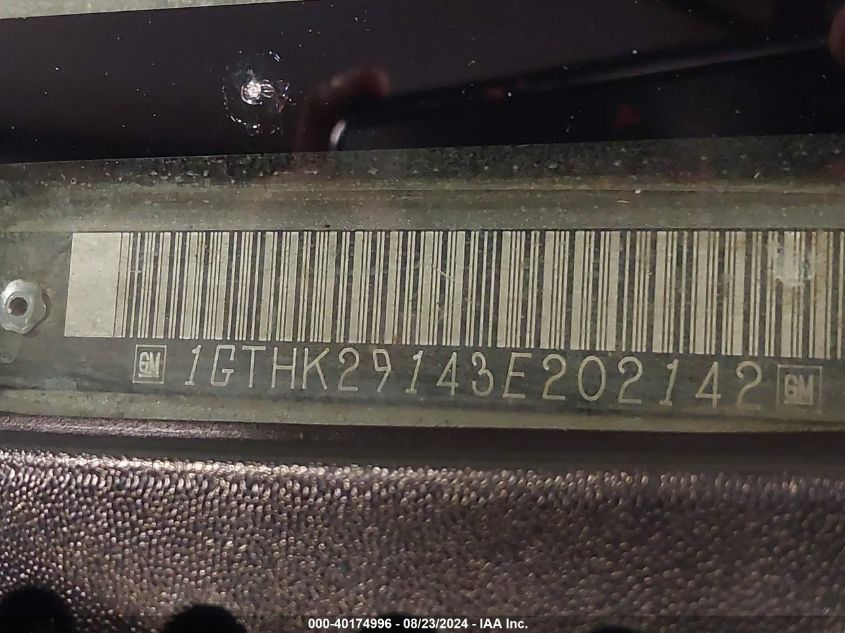 GM 1GTHK29143E202142 GM
000-40174996 - 08/23/2024 - IAA Inc.